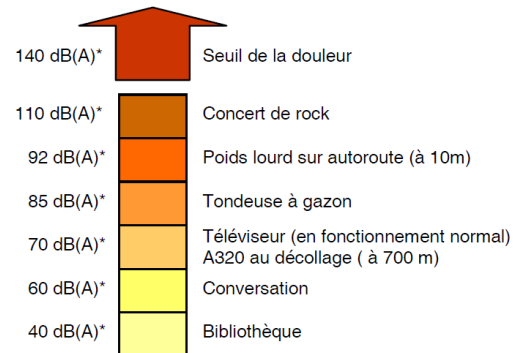 140 dB(A)* Seuil de la douleur
110 dB(A)* Concert de rock
92 dB(A)* Poids lourd sur autoroute (à 10m)
85 dB(A)* Tondeuse à gazon
70 dB(A)* Téléviseur (en fonctionnement normal)
A320 au décollage ( à 700 m)
60 dB(A)* Conversation
40 dB(A)* Bibliothèque